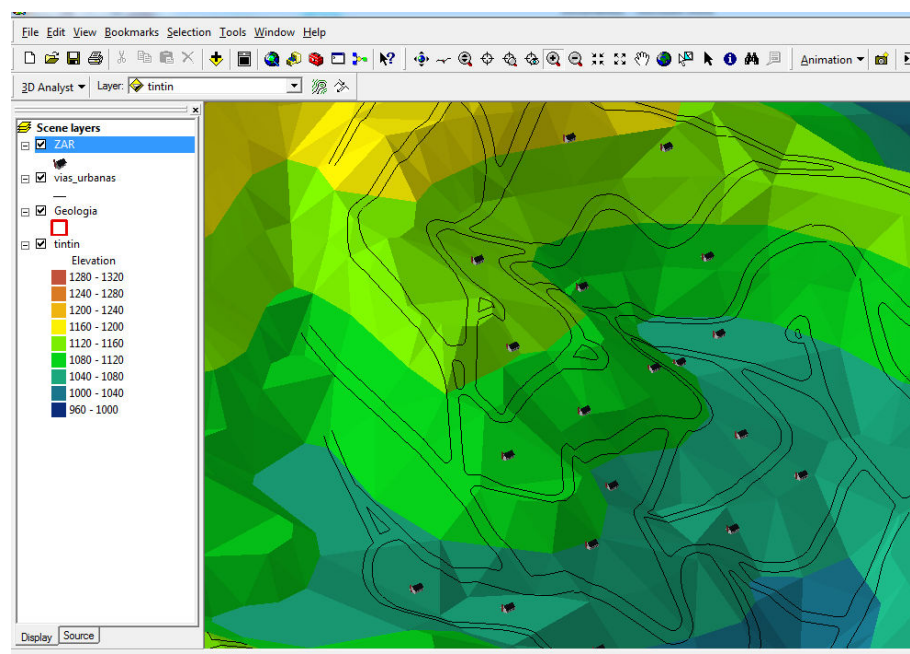 File Edit View Bookmarks Selection Tools Window Help
Animation
3D Analyst Layer: tintin
Scene layers
ZAR
vias_urbanas
Geologia
tintin
Elevation
1280 - 1320
1240 - 1280
1200 - 1240
1160 - 1200
1120 - 1160
1080 - 1120
1040 - 1080
1000 - 1040
960 - 1000
Display Source